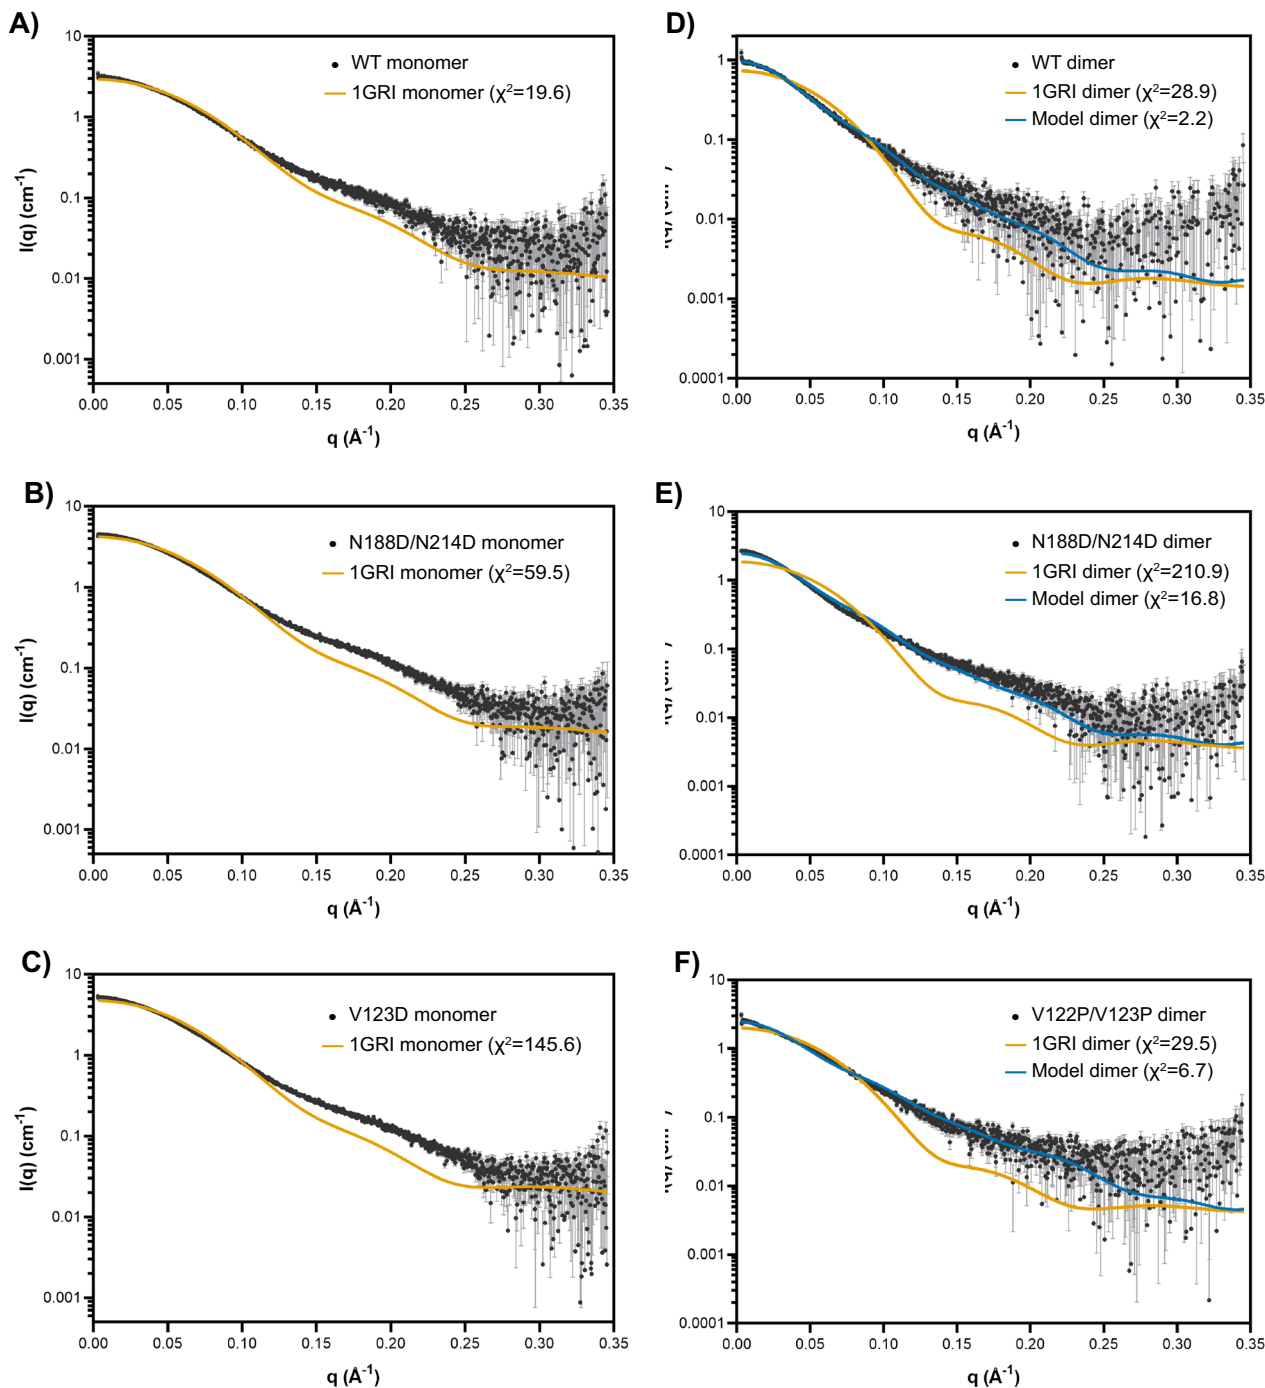 A)
10
1
0.1
0.01
0.001
I(q) (cm⁻¹)
WT monomer
1GRI monomer (χ²=19.6)
0.00 0.05 0.10 0.15 0.20 0.25 0.30 0.35
q (Å⁻¹)
D)
1
0.1
0.01
0.001
0.0001
WT dimer
1GRI dimer (χ²=28.9)
Model dimer (χ²=2.2)
0.00 0.05 0.10 0.15 0.20 0.25 0.30 0.35
q (Å⁻¹)
B)
10
1
0.1
0.01
0.001
I(q) (cm⁻¹)
N188D/N214D monomer
1GRI monomer (χ²=59.5)
0.00 0.05 0.10 0.15 0.20 0.25 0.30 0.35
q (Å⁻¹)
E)
10
1
0.1
0.01
0.001
0.0001
N188D/N214D dimer
1GRI dimer (χ²=210.9)
Model dimer (χ²=16.8)
0.00 0.05 0.10 0.15 0.20 0.25 0.30 0.35
q (Å⁻¹)
C)
10
1
0.1
0.01
0.001
I(q) (cm⁻¹)
V123D monomer
1GRI monomer (χ²=145.6)
0.00 0.05 0.10 0.15 0.20 0.25 0.30 0.35
q (Å⁻¹)
F)
10
1
0.1
0.01
0.001
0.0001
V122P/V123P dimer
1GRI dimer (χ²=29.5)
Model dimer (χ²=6.7)
0.00 0.05 0.10 0.15 0.20 0.25 0.30 0.35
q (Å⁻¹)